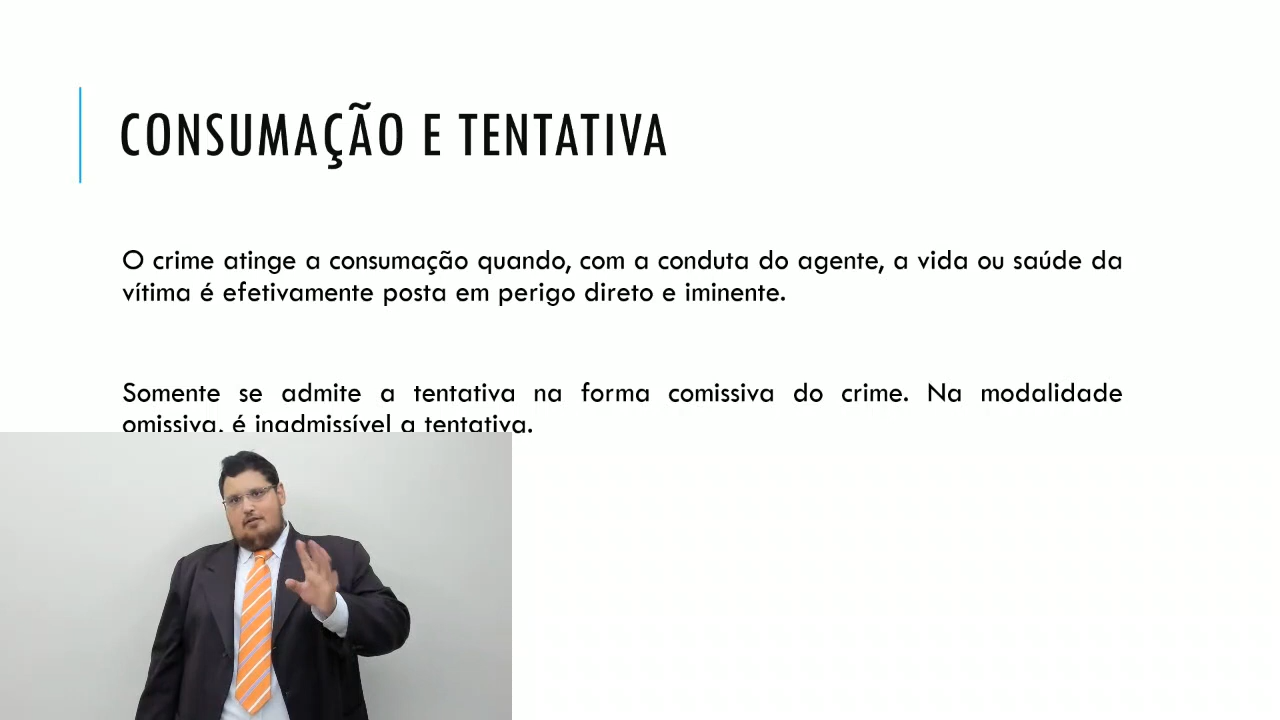 CONSUMAÇÃO E TENTATIVA
O crime atinge a consumação quando, com a conduta do agente, a vida ou saúde da
vítima é efetivamente posta em perigo direto e iminente.
Somente se admite a tentativa na forma comissiva do crime. Na modalidade
omissiva, é inadmissível a tentativa.